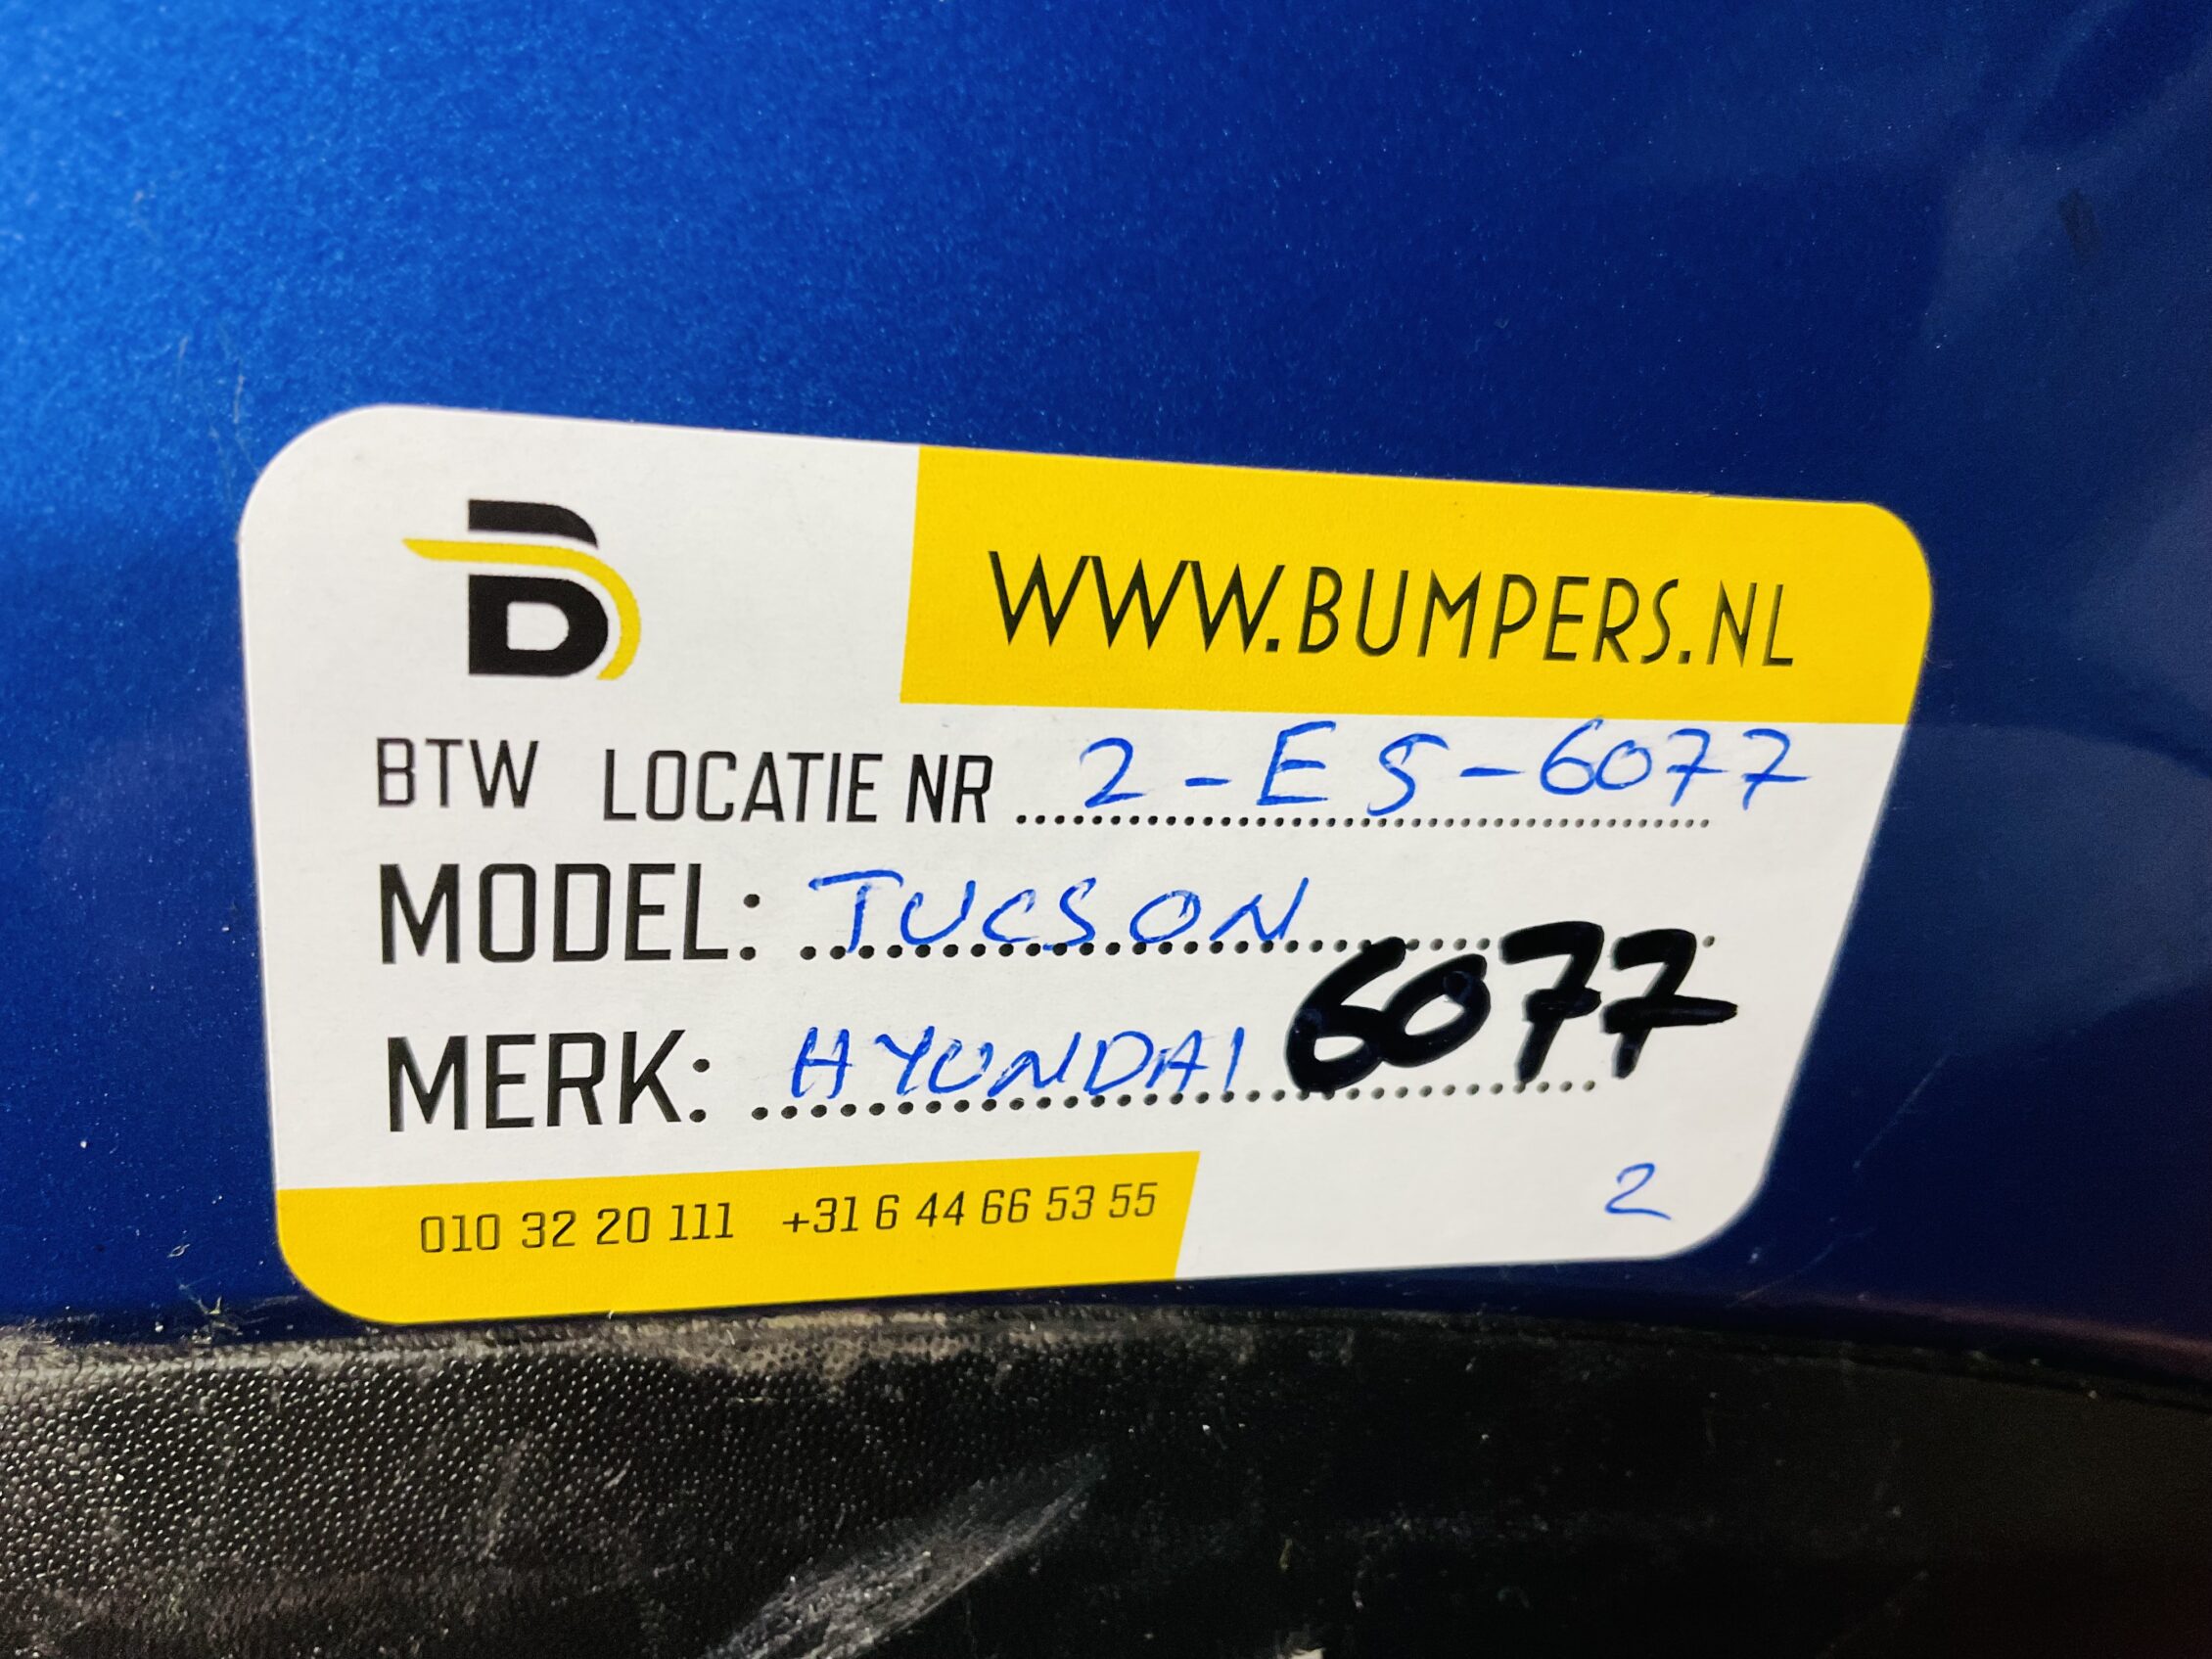 B
WWW.BUMPERS.NL
BTW LOCATIE NR 2-ES-6077
MODEL: TUCSON
6077
MERK: HYUNDAI
2
010 32 20 111 +31 6 44 66 53 55